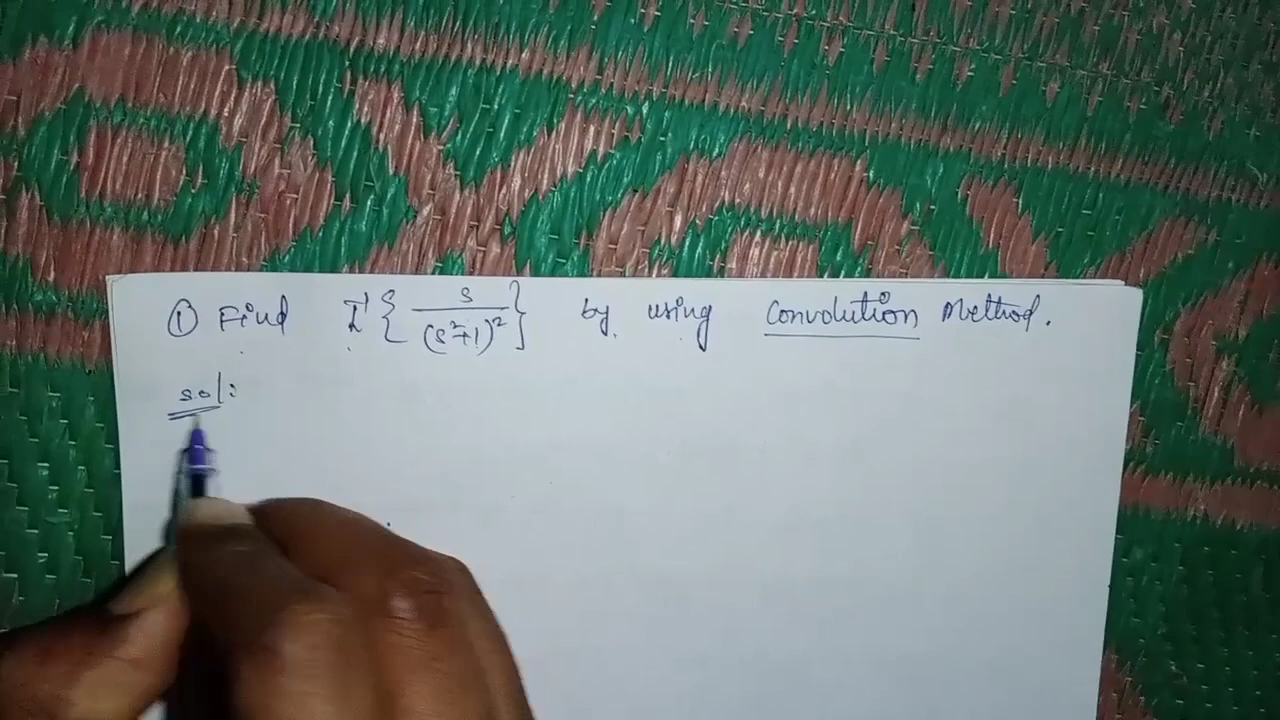 ① Find L⁻¹ { s/(s²+1)² } by using Convolution Method.
sol: